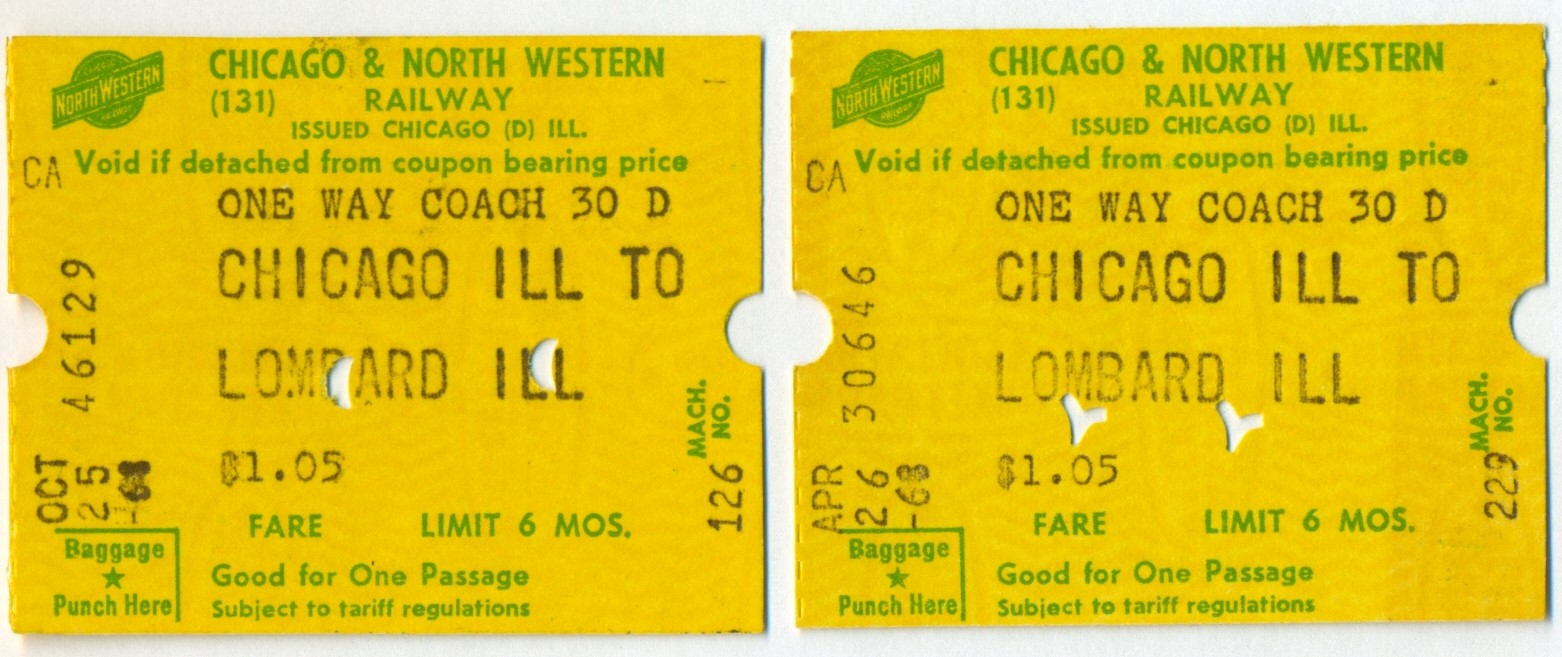 CHICAGO & NORTH WESTERN
(131) RAILWAY
ISSUED CHICAGO (D) ILL.
NORTH WESTERN
RAILWAY
Void if detached from coupon bearing price
CA
ONE WAY COACH 30 D
CHICAGO ILL TO
LOMBARD ILL
46129
$1.05
OCT
25
MACH.
NO.
126
FARE LIMIT 6 MOS.
Baggage
★
Punch Here
Good for One Passage
Subject to tariff regulations
CHICAGO & NORTH WESTERN
(131) RAILWAY
ISSUED CHICAGO (D) ILL.
NORTH WESTERN
RAILWAY
Void if detached from coupon bearing price
CA
ONE WAY COACH 30 D
CHICAGO ILL TO
LOMBARD ILL
30646
$1.05
APR
26
-68
MACH.
NO.
229
FARE LIMIT 6 MOS.
Baggage
★
Punch Here
Good for One Passage
Subject to tariff regulations